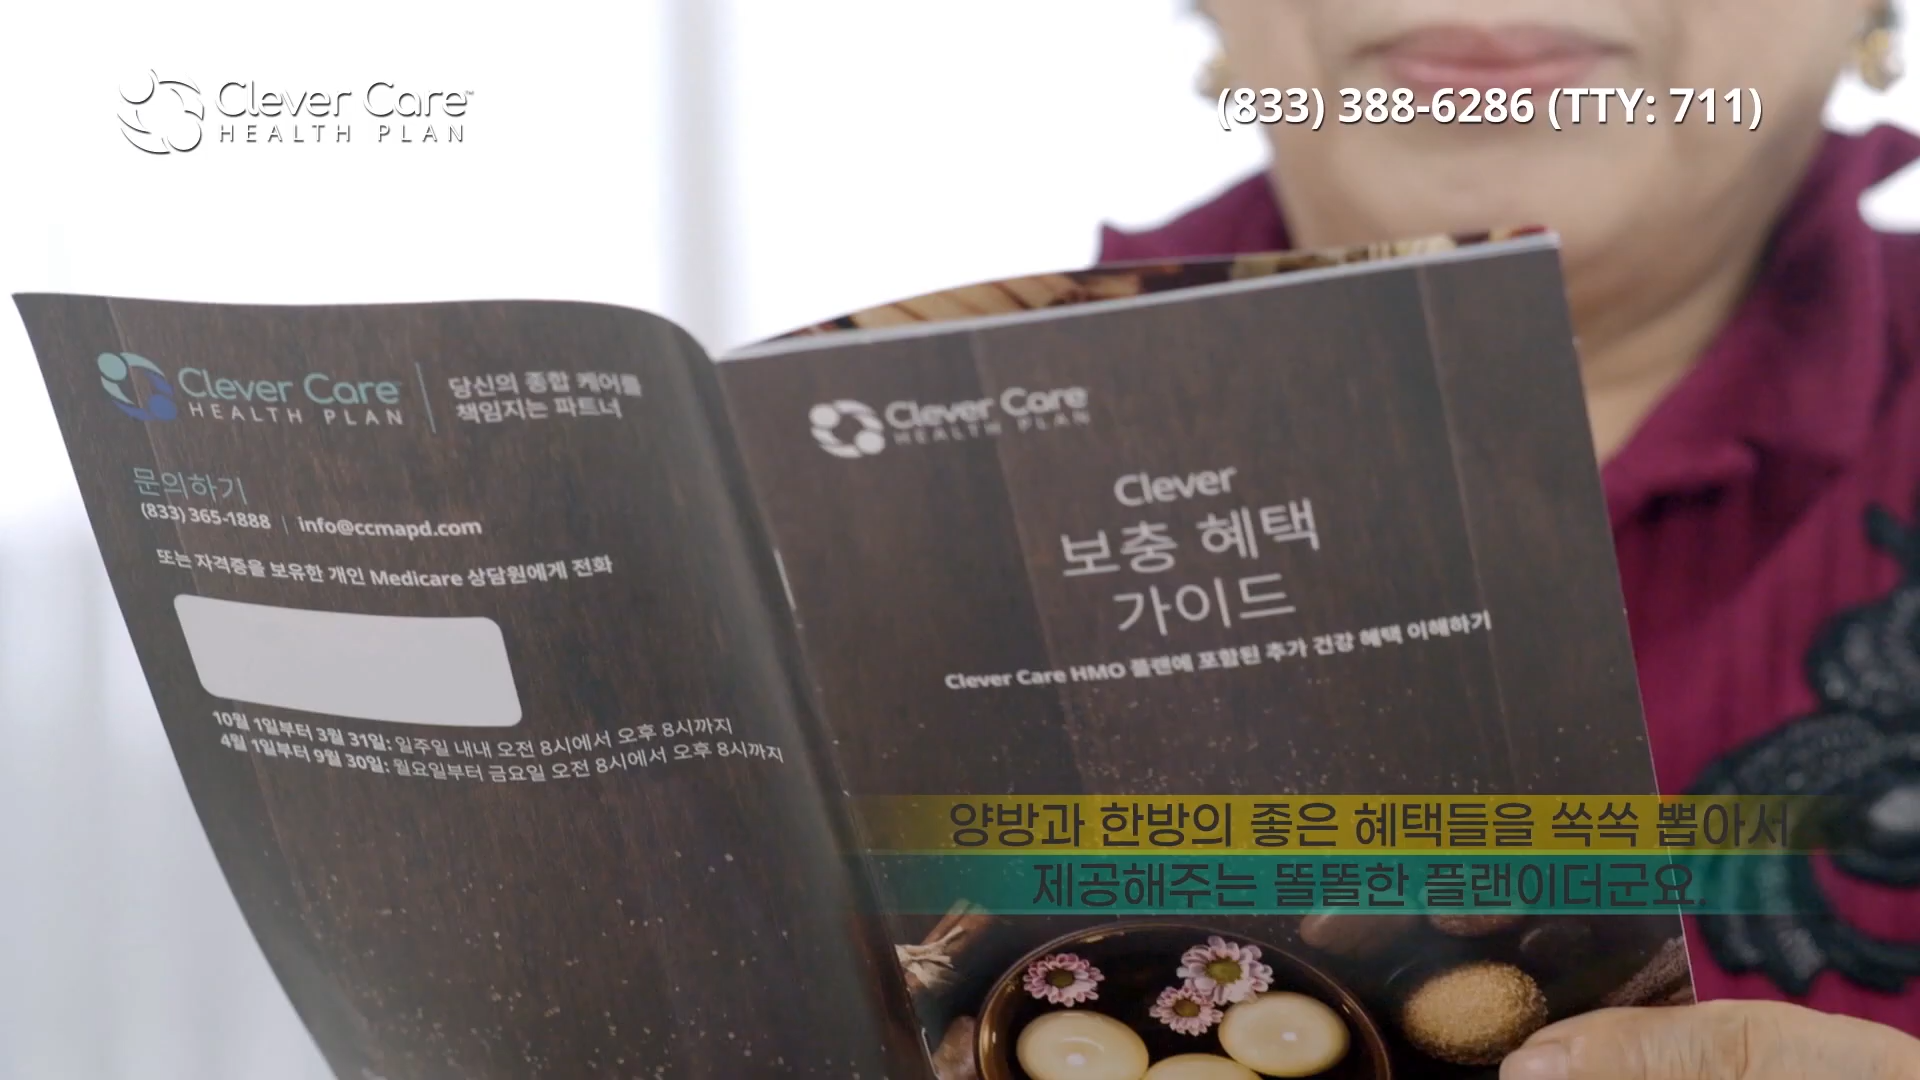 Clever Care™
HEALTH PLAN
(833) 388-6286 (TTY: 711)
Clever Care
HEALTH PLAN
당신의 종합 케어를
책임지는 파트너
문의하기
(833) 365-1888 | info@ccmapd.com
또는 자격증을 보유한 개인 Medicare 상담원에게 전화
10월 1일부터 3월 31일: 일주일 내내 오전 8시에서 오후 8시까지
4월 1일부터 9월 30일: 월요일부터 금요일 오전 8시에서 오후 8시까지
Clever Care
HEALTH PLAN
Clever
보충 혜택
가이드
Clever Care HMO 플랜에 포함된 추가 건강 혜택 이해하기
양방과 한방의 좋은 혜택들을 쏙쏙 뽑아서
제공해주는 똘똘한 플랜이더군요.